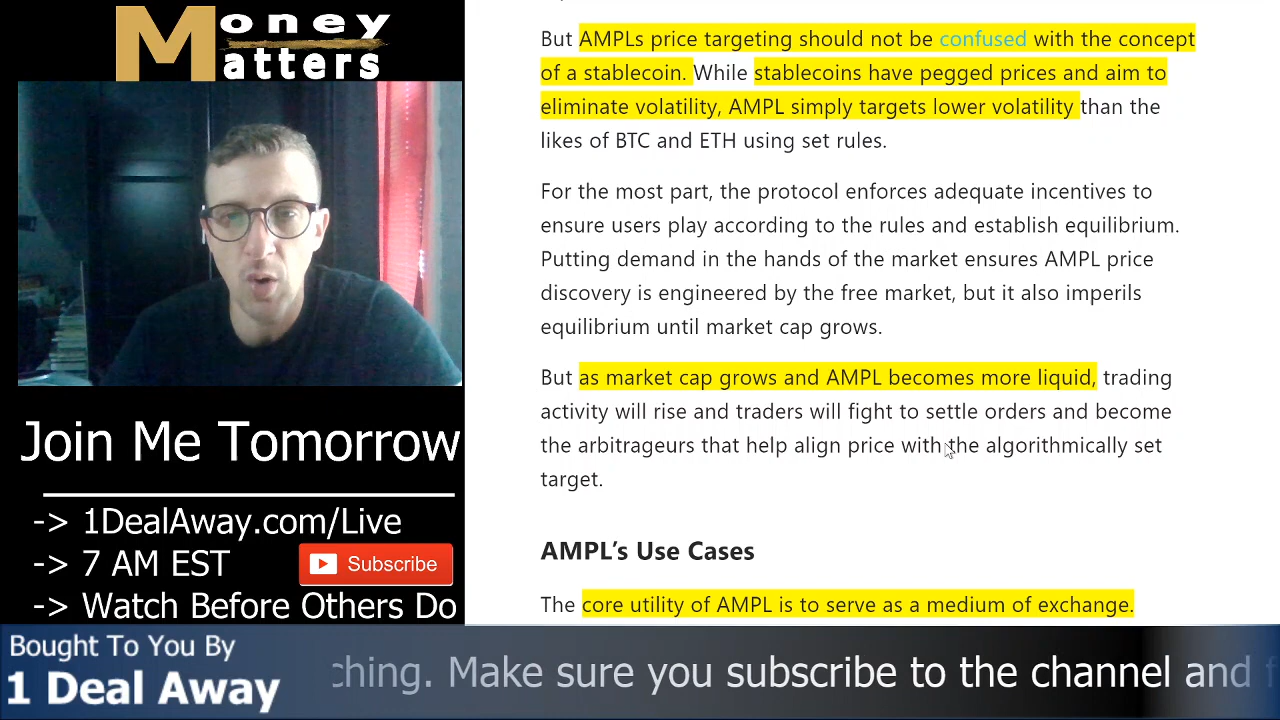 Money
Matters
Join Me Tomorrow
-> 1DealAway.com/Live
-> 7 AM EST
Subscribe
-> Watch Before Others Do
But AMPLs price targeting should not be confused with the concept
of a stablecoin. While stablecoins have pegged prices and aim to
eliminate volatility, AMPL simply targets lower volatility than the
likes of BTC and ETH using set rules.
For the most part, the protocol enforces adequate incentives to
ensure users play according to the rules and establish equilibrium.
Putting demand in the hands of the market ensures AMPL price
discovery is engineered by the free market, but it also imperils
equilibrium until market cap grows.
But as market cap grows and AMPL becomes more liquid, trading
activity will rise and traders will fight to settle orders and become
the arbitrageurs that help align price with the algorithmically set
target.
AMPL’s Use Cases
The core utility of AMPL is to serve as a medium of exchange.
Bought To You By
1 Deal Away
ching. Make sure you subscribe to the channel and